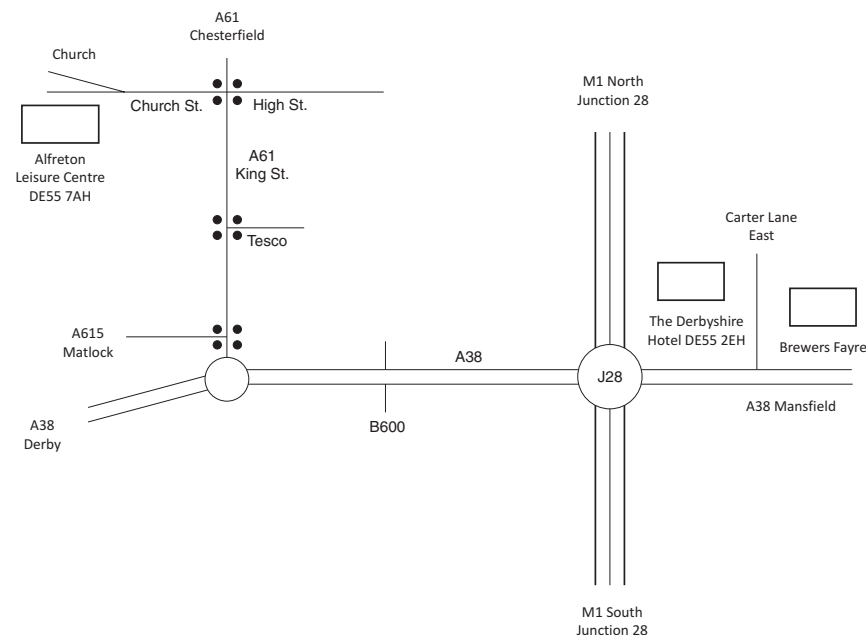 A61
Chesterfield
Church
Church St.
High St.
M1 North
Junction 28
Alfreton
Leisure Centre
DE55 7AH
A61
King St.
Tesco
Carter Lane
East
The Derbyshire
Hotel DE55 2EH
Brewers Fayre
A615
Matlock
A38
J28
A38 Mansfield
A38
Derby
B600
M1 South
Junction 28